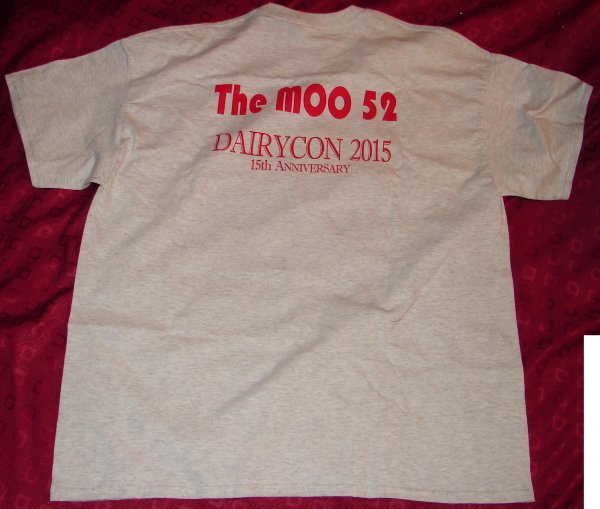 The MOO 52
DAIRYCON 2015
15th ANNIVERSARY